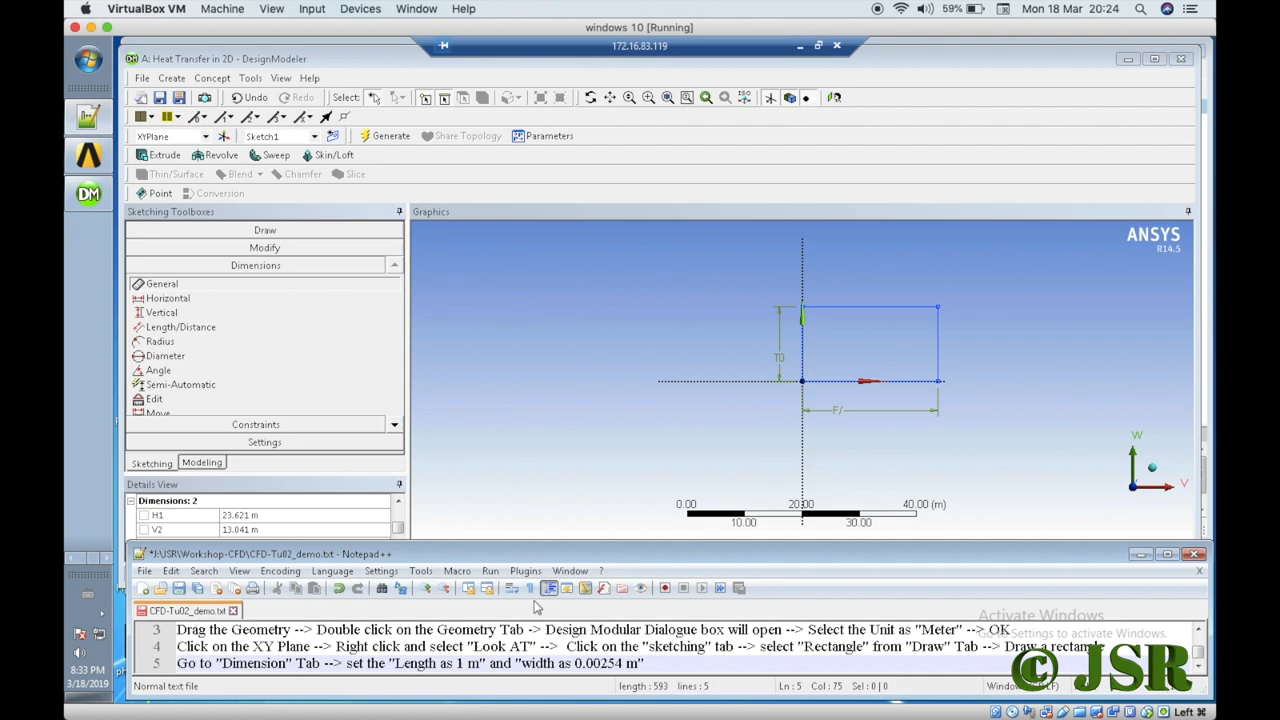 VirtualBox VM Machine View Input Devices Window Help 59% Mon 18 Mar 20:24
windows 10 [Running]
172.16.83.119
A: Heat Transfer in 2D - DesignModeler
File Create Concept Tools View Help
Undo Redo Select:
XYPlane Sketch1 Generate Share Topology Parameters
Extrude Revolve Sweep Skin/Loft
Thin/Surface Blend Chamfer Slice
Point Conversion
Sketching Toolboxes Graphics
Draw
Modify
Dimensions
General
Horizontal
Vertical
Length/Distance
Radius
Diameter
Angle
Semi-Automatic
Edit
Move
Constraints
Settings
Sketching Modeling
Details View
Dimensions: 2
H1 23.621 m
V2 13.041 m
ANSYS
R14.5
W
V
0.00 20.00 40.00 (m)
10.00 30.00
*J:\JSR\Workshop-CFD\CFD-Tu02_demo.txt - Notepad++
File Edit Search View Encoding Language Settings Tools Macro Run Plugins Window ? X
CFD-Tu02_demo.txt
3 Drag the Geometry --> Double click on the Geometry Tab -> Design Modular Dialogue box will open --> Select the Unit as "Meter" --> OK
4 Click on the XY Plane --> Right click and select "Look AT" --> Click on the "sketching" tab --> select "Rectangle" from "Draw" Tab --> Draw a rectangle
5 Go to "Dimension" Tab --> set the "Length as 1 m" and "width as 0.00254 m"
Normal text file length : 593 lines : 5 Ln : 5 Col : 75 Sel : 0 | 0
Activate Windows
Go to Settings to activate Windows.
© JSR
8:33 PM
3/18/2019
Left ⌘